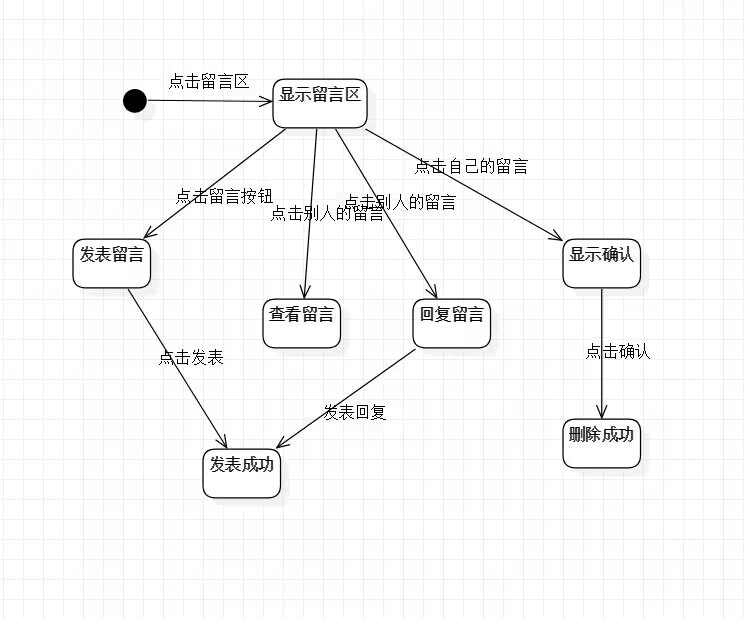 点击留言区
显示留言区
点击自己的留言
点击留言按钮
点击别人的留言
点击别人的留言
发表留言
显示确认
查看留言
回复留言
点击发表
点击确认
发表回复
删除成功
发表成功